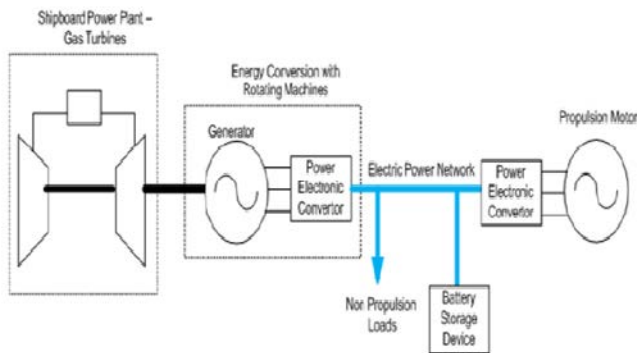 Shipboard Power Plant –
Gas Turbines
Energy Conversion with
Rotating Machines
Generator
Power
Electronic
Convertor
Electric Power Network
Propulsion Motor
Power
Electronic
Convertor
Non Propulsion
Loads
Battery
Storage
Device